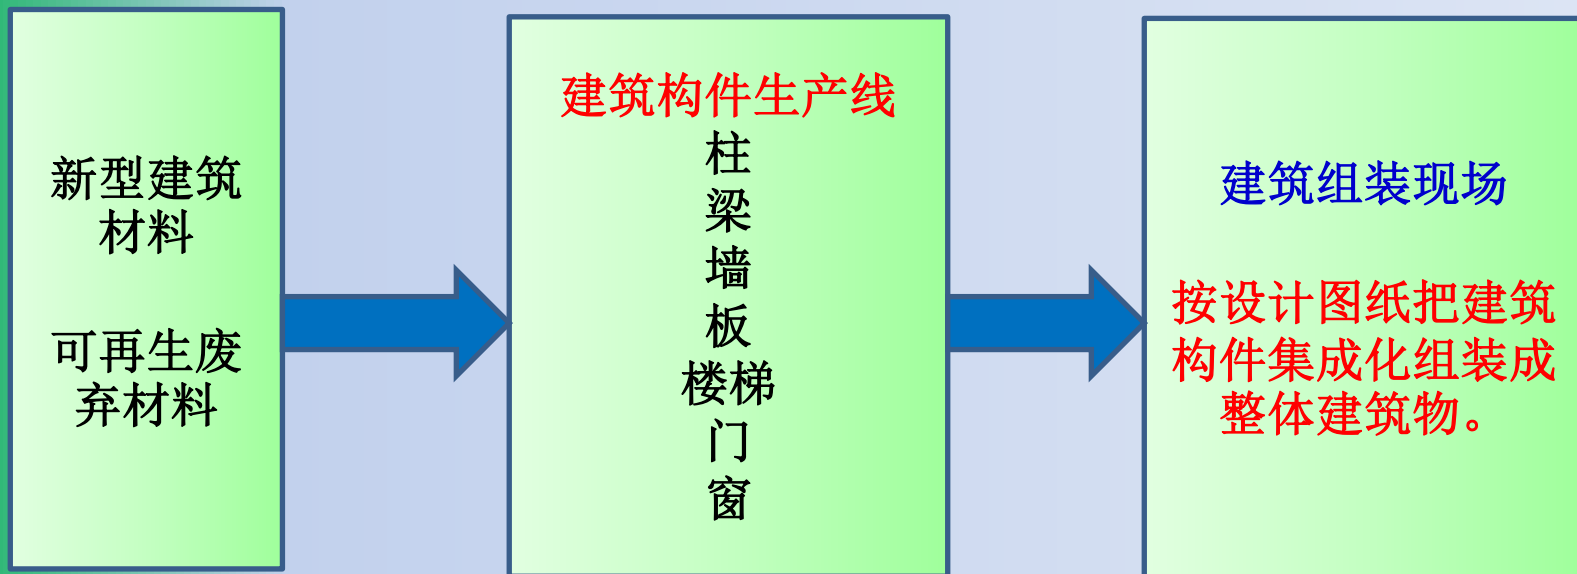 新型建筑
材料
可再生废
弃材料
建筑构件生产线
柱
梁
墙
板
楼梯
门
窗
建筑组装现场
按设计图纸把建筑
构件集成化组装成
整体建筑物。